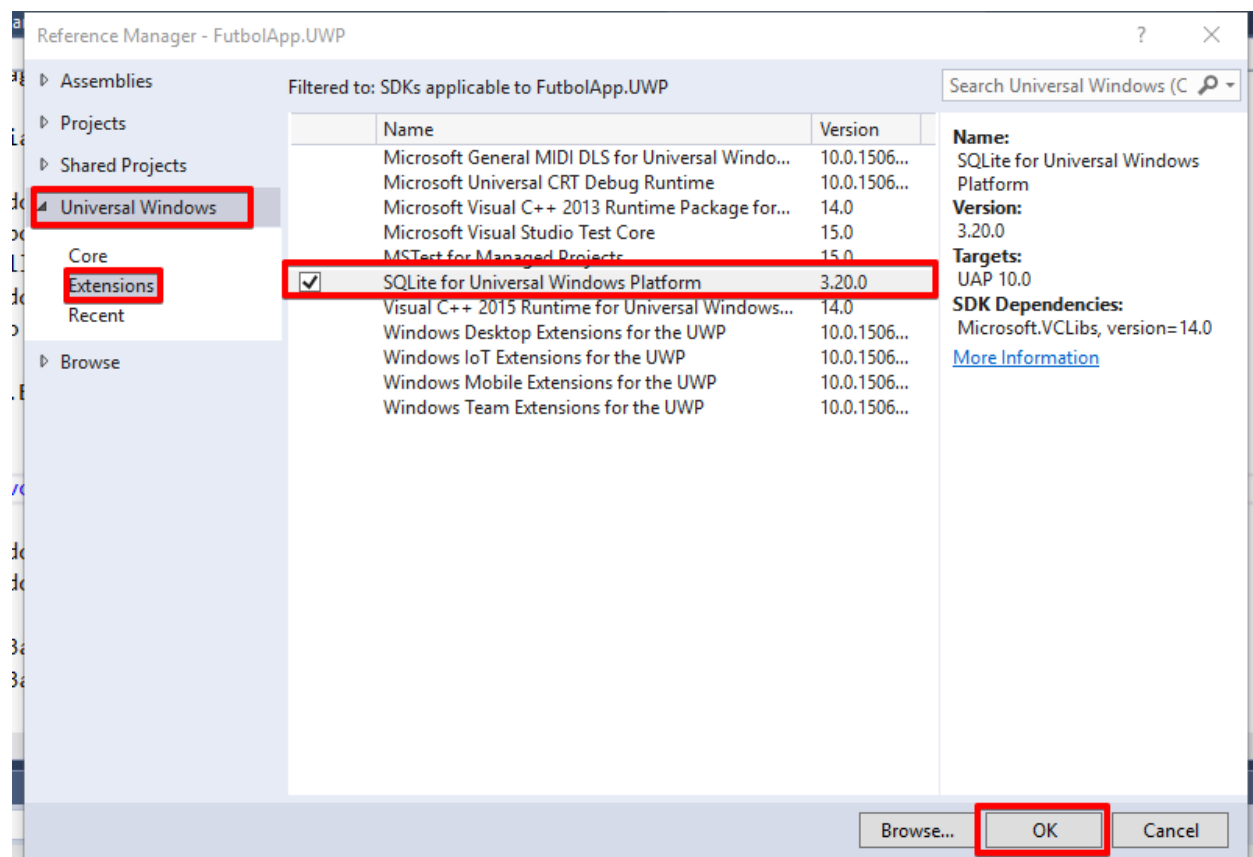 Reference Manager - FutbolApp.UWP
Assemblies
Projects
Shared Projects
Universal Windows
Core
Extensions
Recent
Browse
Filtered to: SDKs applicable to FutbolApp.UWP
Search Universal Windows (C
Name Version
Microsoft General MIDI DLS for Universal Windo... 10.0.1506...
Microsoft Universal CRT Debug Runtime 10.0.1506...
Microsoft Visual C++ 2013 Runtime Package for... 14.0
Microsoft Visual Studio Test Core 15.0
MSTest for Managed Projects 15.0
SQLite for Universal Windows Platform 3.20.0
Visual C++ 2015 Runtime for Universal Windows... 14.0
Windows Desktop Extensions for the UWP 10.0.1506...
Windows IoT Extensions for the UWP 10.0.1506...
Windows Mobile Extensions for the UWP 10.0.1506...
Windows Team Extensions for the UWP 10.0.1506...
Name:
SQLite for Universal Windows
Platform
Version:
3.20.0
Targets:
UAP 10.0
SDK Dependencies:
Microsoft.VCLibs, version=14.0
More Information
Browse... OK Cancel